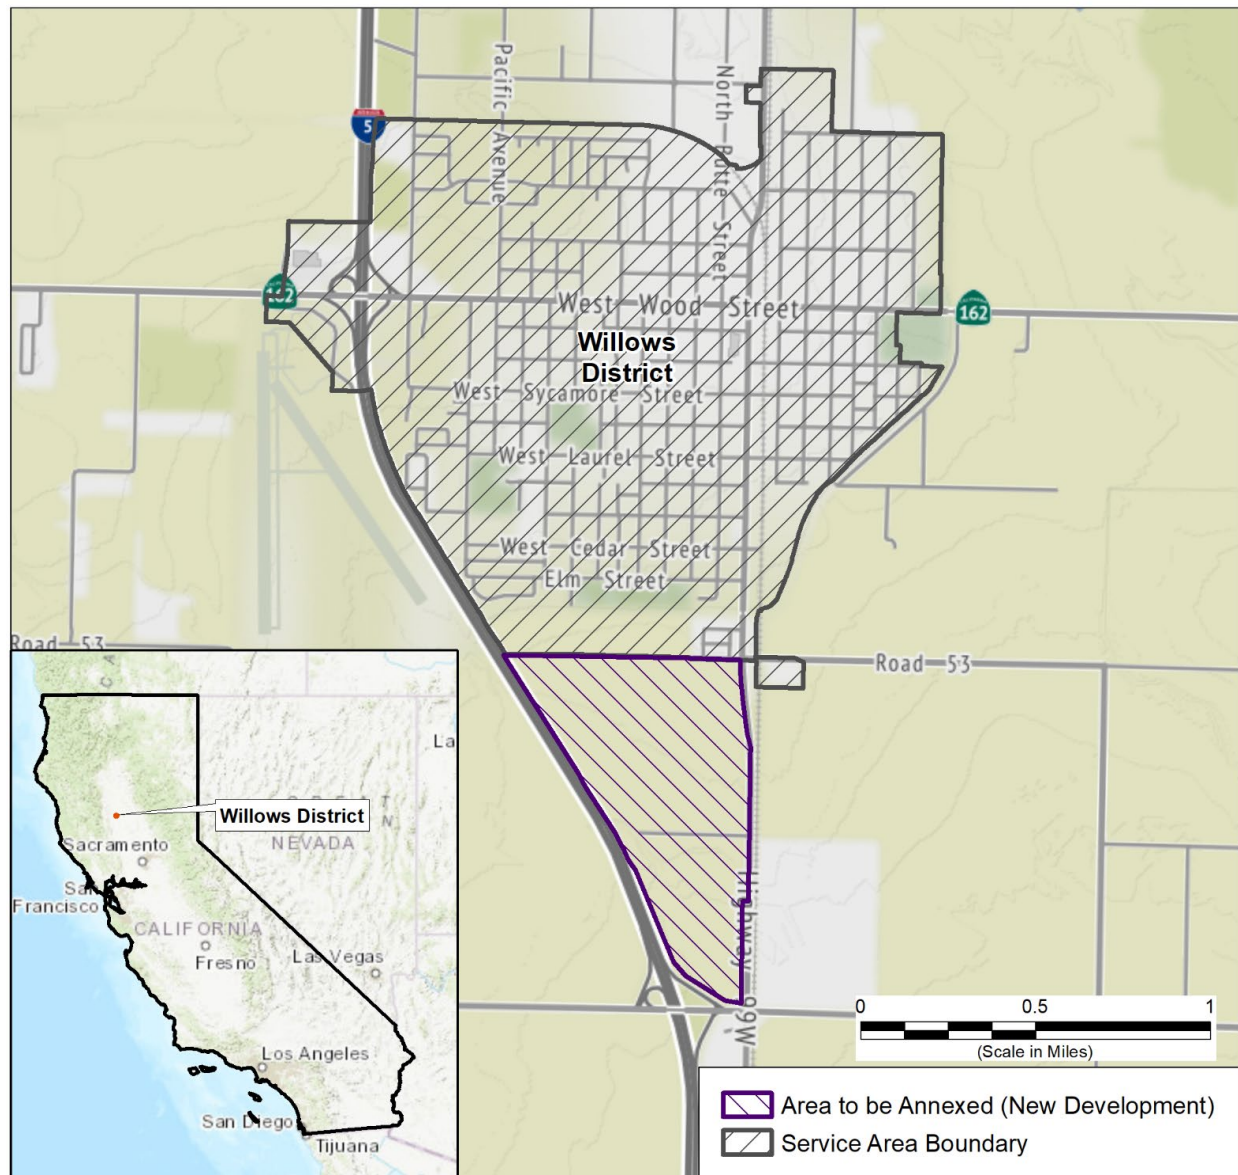 Pacific Avenue
North Butte Street
5
162
West Wood Street
162
Willows
District
West Sycamore Street
West Laurel Street
West Cedar Street
Elm Street
Road 53
Road 53
Highway 99W
La
Willows District
NEVADA
Sacramento
San
Francisco
CALIFORNIA
Fresno
Las Vegas
Los Angeles
San Diego
Tijuana
0 0.5 1
(Scale in Miles)
Area to be Annexed (New Development)
Service Area Boundary